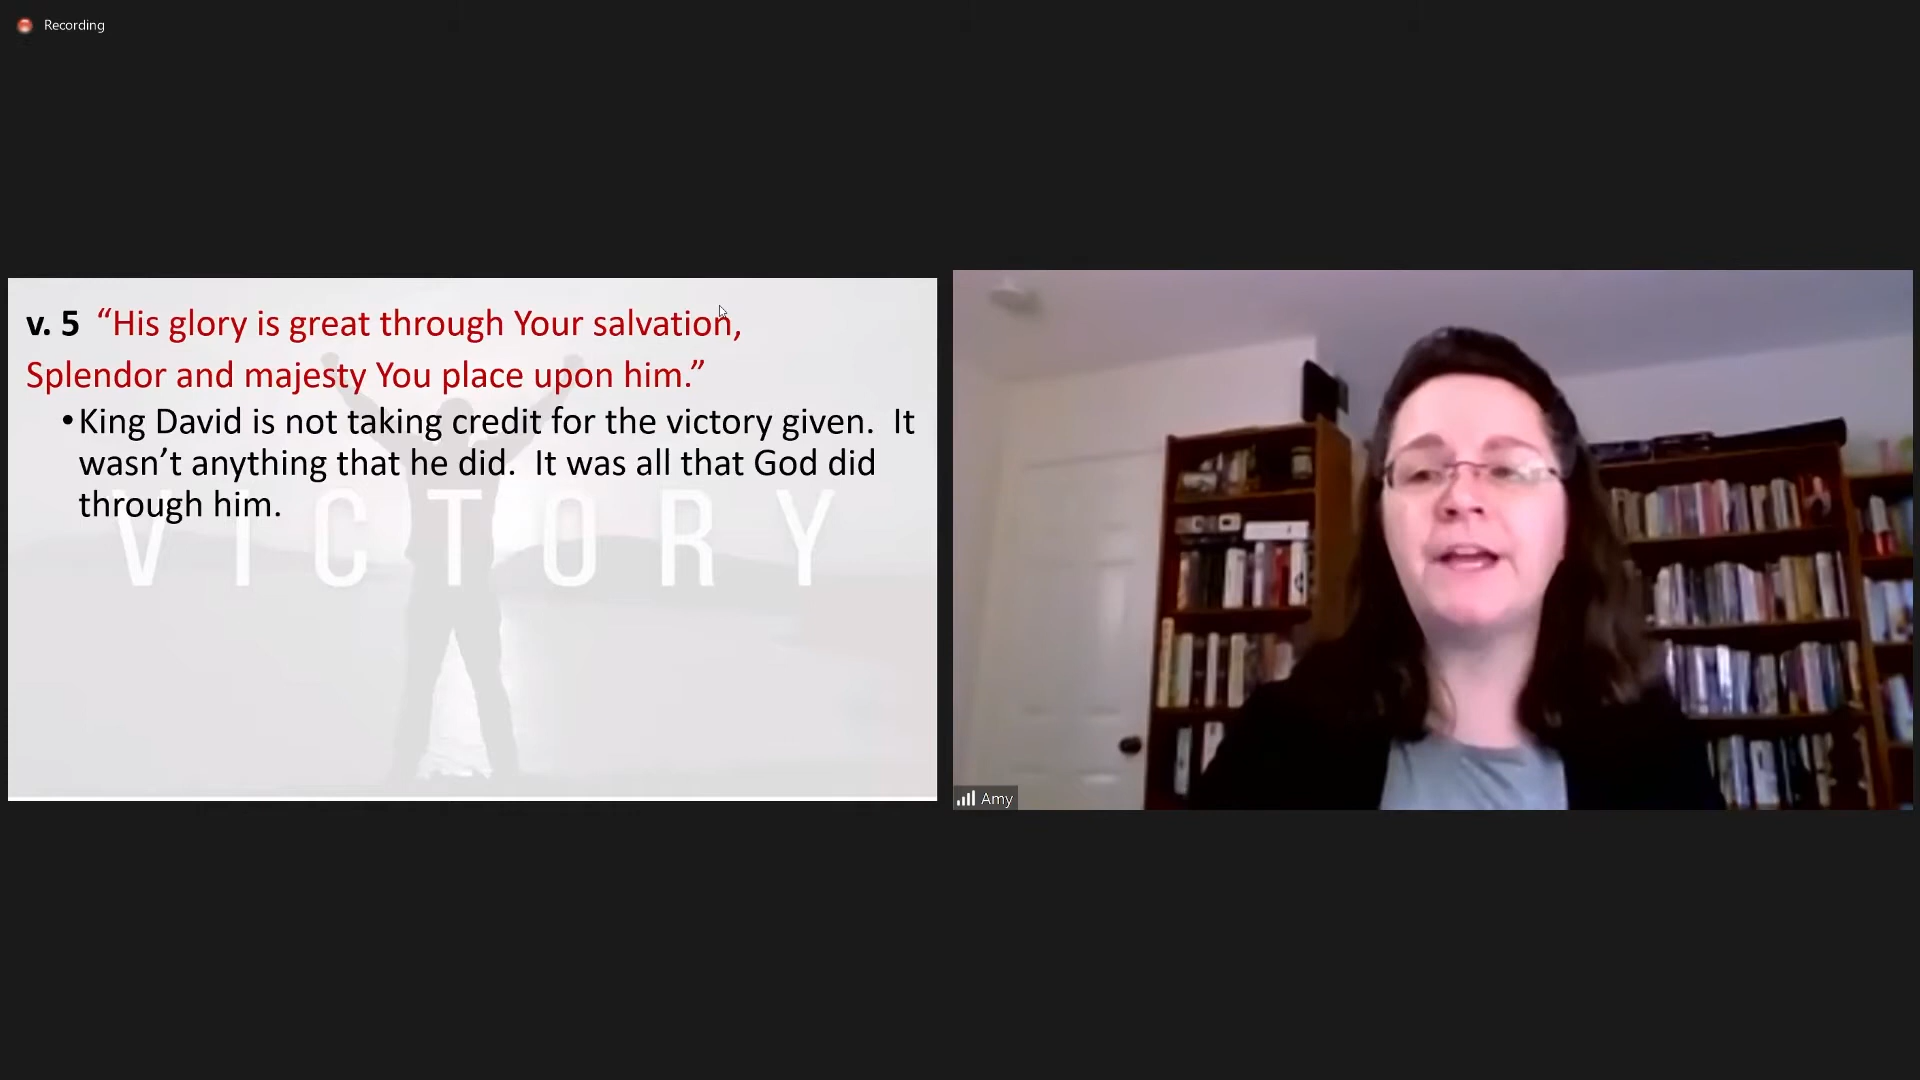 Recording
v. 5 “His glory is great through Your salvation,
Splendor and majesty You place upon him.”
•King David is not taking credit for the victory given. It
wasn’t anything that he did. It was all that God did
through him.
VICTORY
Amy